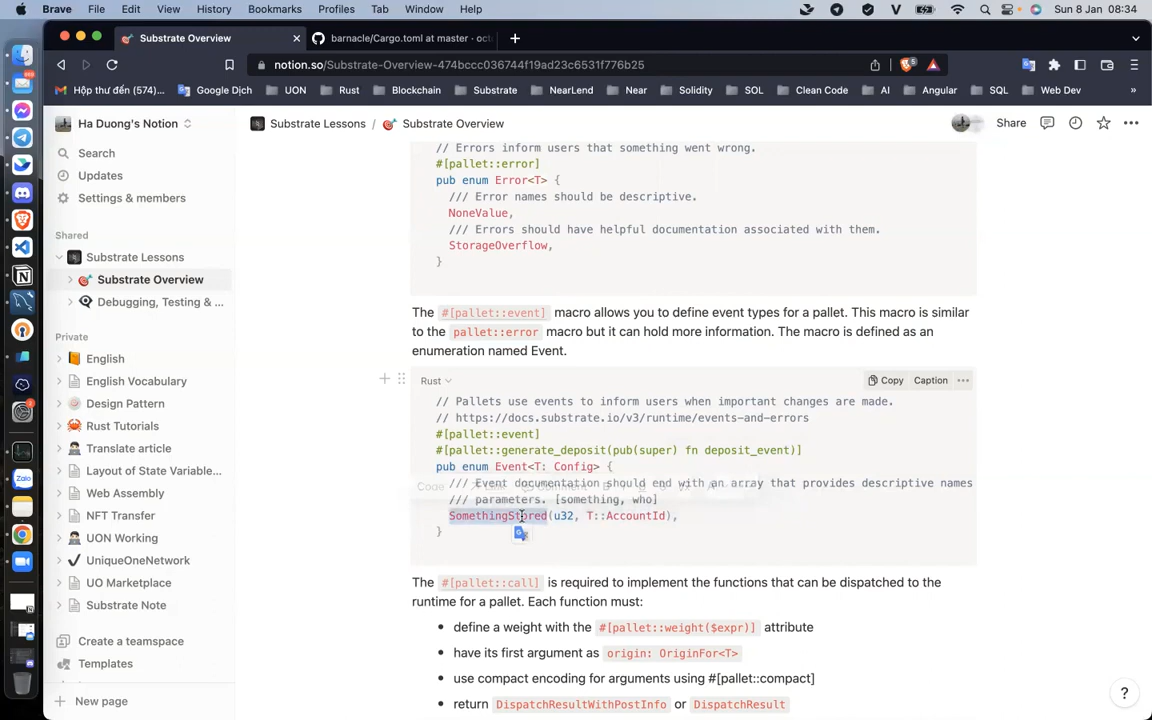 Brave File Edit View History Bookmarks Profiles Tab Window Help Sun 8 Jan 08:34
Substrate Overview barnacle/Cargo.toml at master · oct
notion.so/Substrate-Overview-474bccc036574f19ad23c6531f776b25
Hộp thư đến (574)... Google Dịch UON Rust Blockchain Substrate NearLend Near Solidity SOL Clean Code AI Angular SQL Web Dev »
Ha Duong's Notion
Substrate Lessons / Substrate Overview
Share
Search
Updates
Settings & members
Shared
Substrate Lessons
Substrate Overview
Debugging, Testing & ...
Private
English
English Vocabulary
Design Pattern
Rust Tutorials
Translate article
Layout of State Variable...
Web Assembly
NFT Transfer
UON Working
UniqueOneNetwork
UO Marketplace
Substrate Note
Create a teamspace
Templates
New page
// Errors inform users that something went wrong.
#[pallet::error]
pub enum Error<T> {
/// Error names should be descriptive.
NoneValue,
/// Errors should have helpful documentation associated with them.
StorageOverflow,
}
The #[pallet::event] macro allows you to define event types for a pallet. This macro is similar
to the pallet::error macro but it can hold more information. The macro is defined as an
enumeration named Event.
Rust
Copy Caption
// Pallets use events to inform users when important changes are made.
// https://docs.substrate.io/v3/runtime/events-and-errors
#[pallet::event]
#[pallet::generate_deposit(pub(super) fn deposit_event)]
pub enum Event<T: Config> {
/// Event documentation should end with an array that provides descriptive names
/// parameters. [something, who]
SomethingStored(u32, T::AccountId),
}
The #[pallet::call] is required to implement the functions that can be dispatched to the
runtime for a pallet. Each function must:
• define a weight with the #[pallet::weight($expr)] attribute
• have its first argument as origin: OriginFor<T>
• use compact encoding for arguments using #[pallet::compact]
• return DispatchResultWithPostInfo or DispatchResult
?